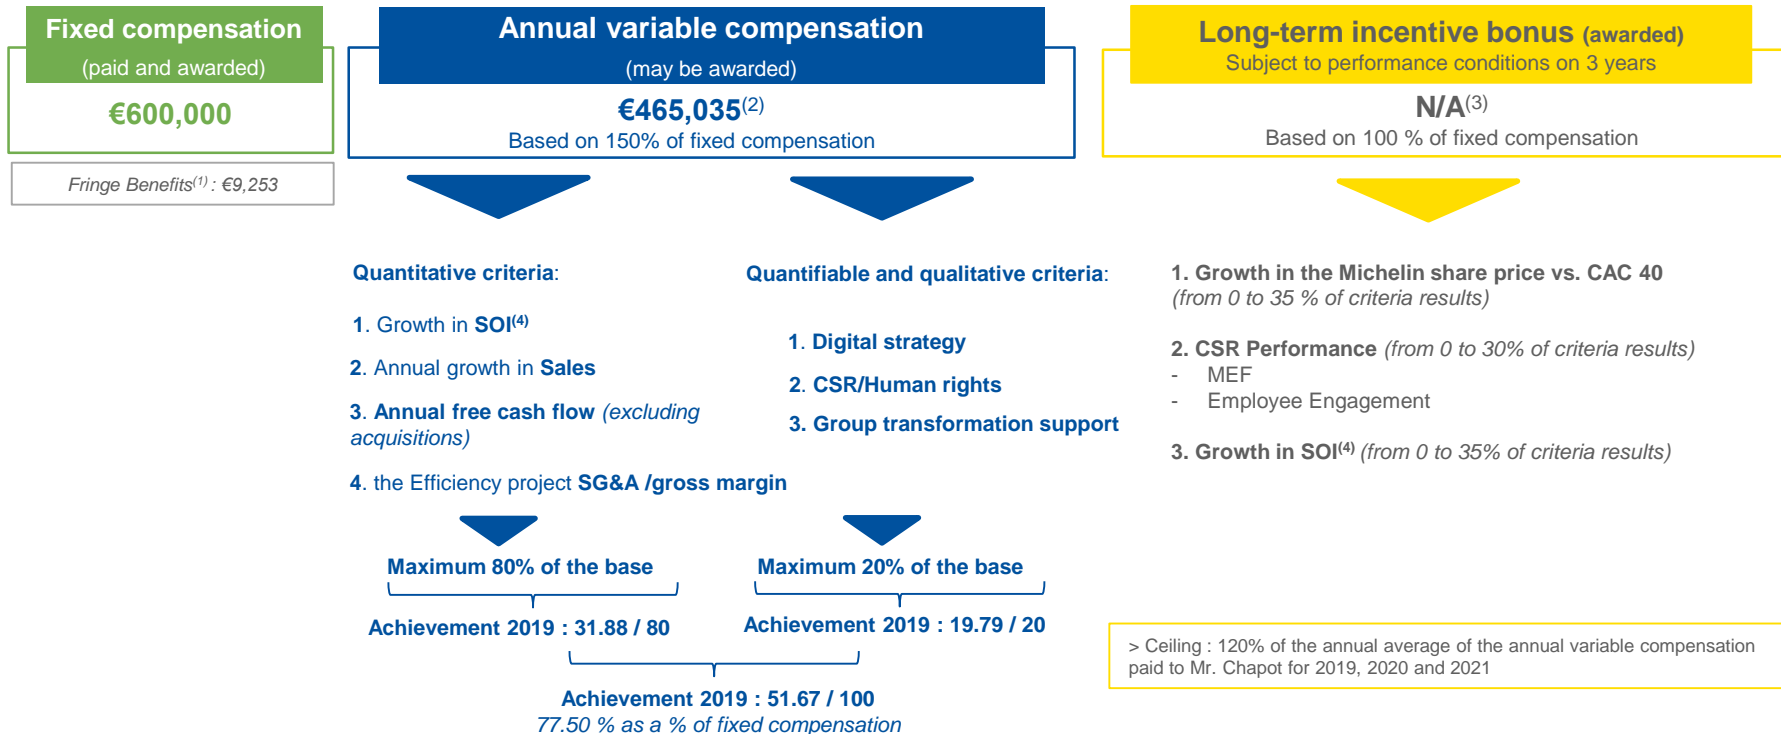 Fixed compensation
(paid and awarded)
€600,000
Fringe Benefits(1) : €9,253
Annual variable compensation
(may be awarded)
€465,035(2)
Based on 150% of fixed compensation
Quantitative criteria:
1. Growth in SOI(4)
2. Annual growth in Sales
3. Annual free cash flow (excluding
acquisitions)
4. the Efficiency project SG&A /gross margin
Maximum 80% of the base
Achievement 2019 : 31.88 / 80
Quantifiable and qualitative criteria:
1. Digital strategy
2. CSR/Human rights
3. Group transformation support
Maximum 20% of the base
Achievement 2019 : 19.79 / 20
Achievement 2019 : 51.67 / 100
77.50 % as a % of fixed compensation
Long-term incentive bonus (awarded)
Subject to performance conditions on 3 years
N/A(3)
Based on 100 % of fixed compensation
1. Growth in the Michelin share price vs. CAC 40
(from 0 to 35 % of criteria results)
2. CSR Performance (from 0 to 30% of criteria results)
- MEF
- Employee Engagement
3. Growth in SOI(4) (from 0 to 35% of criteria results)
> Ceiling : 120% of the annual average of the annual variable compensation
paid to Mr. Chapot for 2019, 2020 and 2021